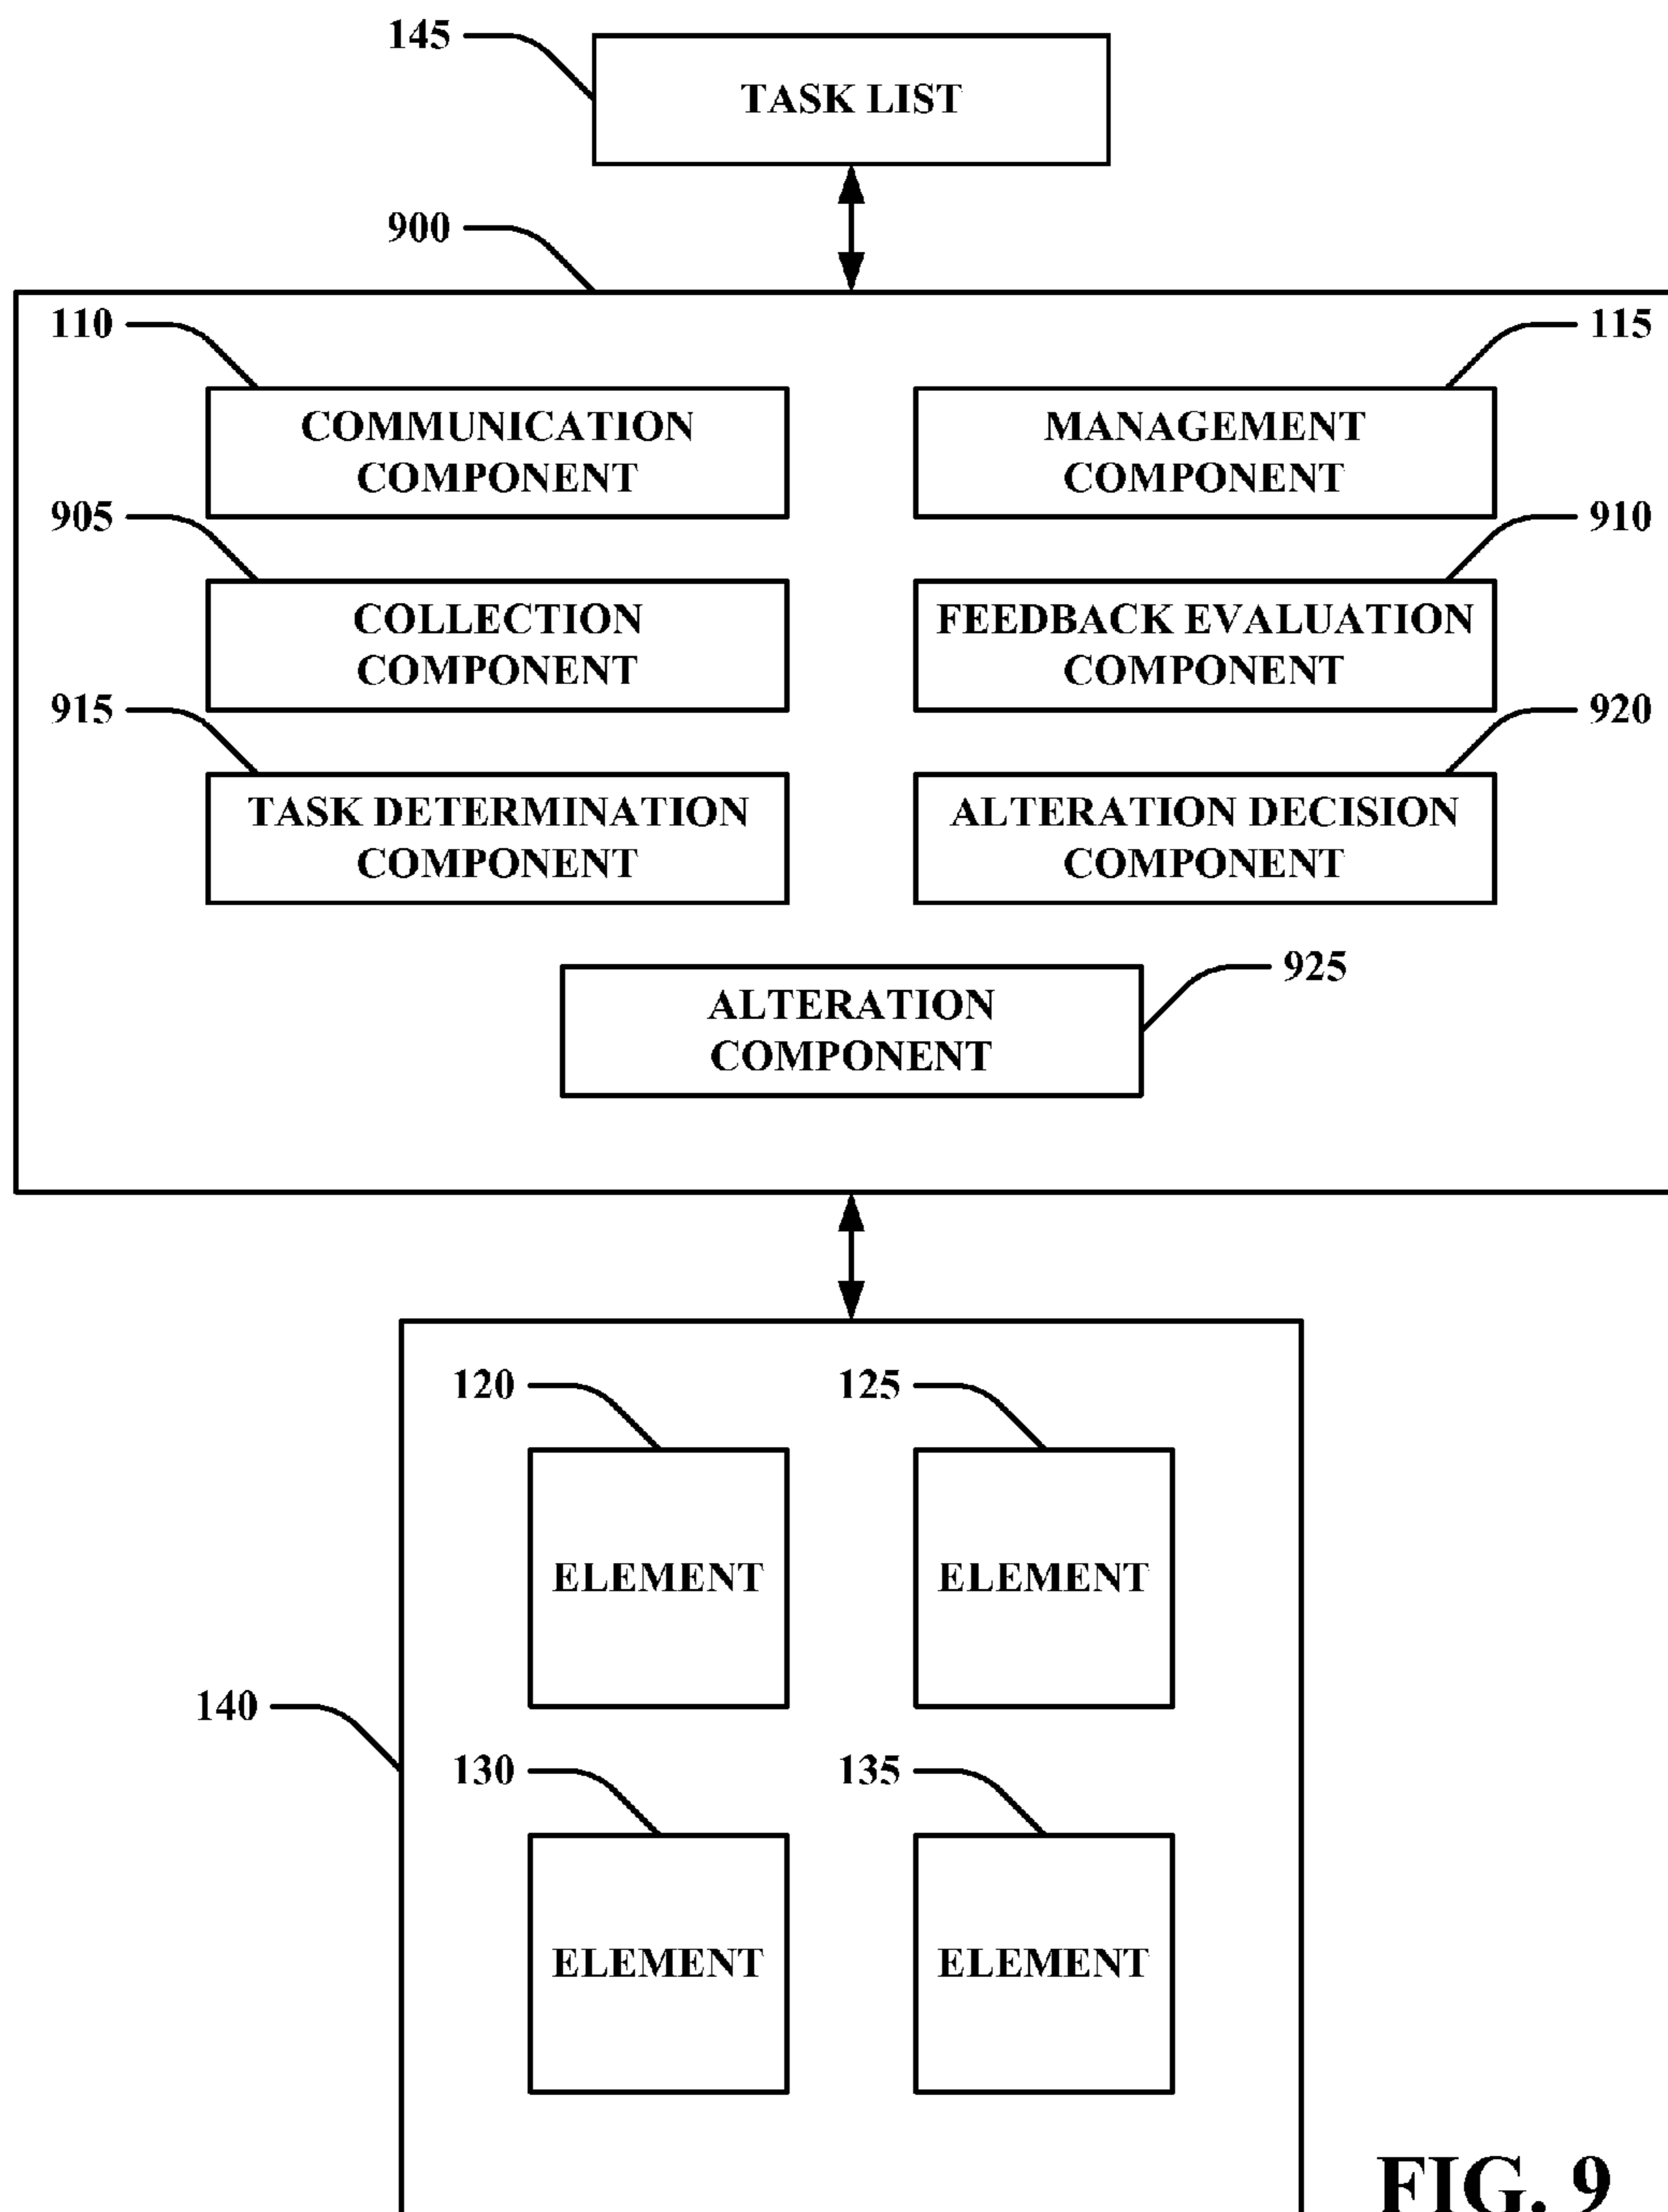 145
TASK LIST
900
110
115
COMMUNICATION
COMPONENT
MANAGEMENT
COMPONENT
905
910
COLLECTION
COMPONENT
FEEDBACK EVALUATION
COMPONENT
915
920
TASK DETERMINATION
COMPONENT
ALTERATION DECISION
COMPONENT
925
ALTERATION
COMPONENT
120
125
ELEMENT
ELEMENT
140
130
135
ELEMENT
ELEMENT
FIG. 9